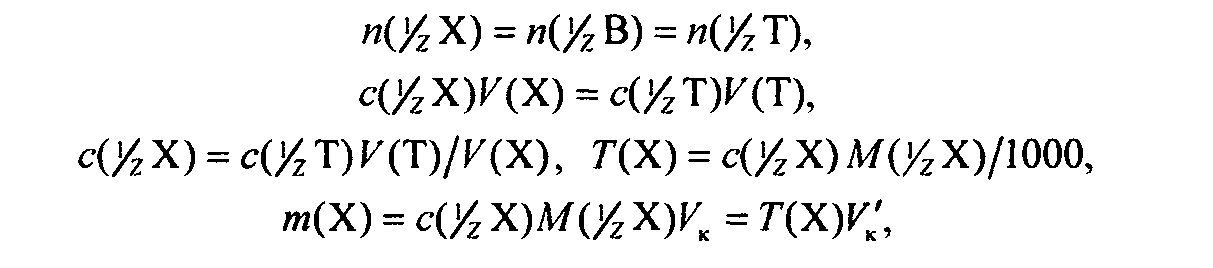 n(1/z X) = n(1/z B) = n(1/z T),
c(1/z X)V(X) = c(1/z T)V(T),
c(1/z X) = c(1/z T)V(T)/V(X), T(X) = c(1/z X)M(1/z X)/1000,
m(X) = c(1/z X)M(1/z X)Vк = T(X)V′к,